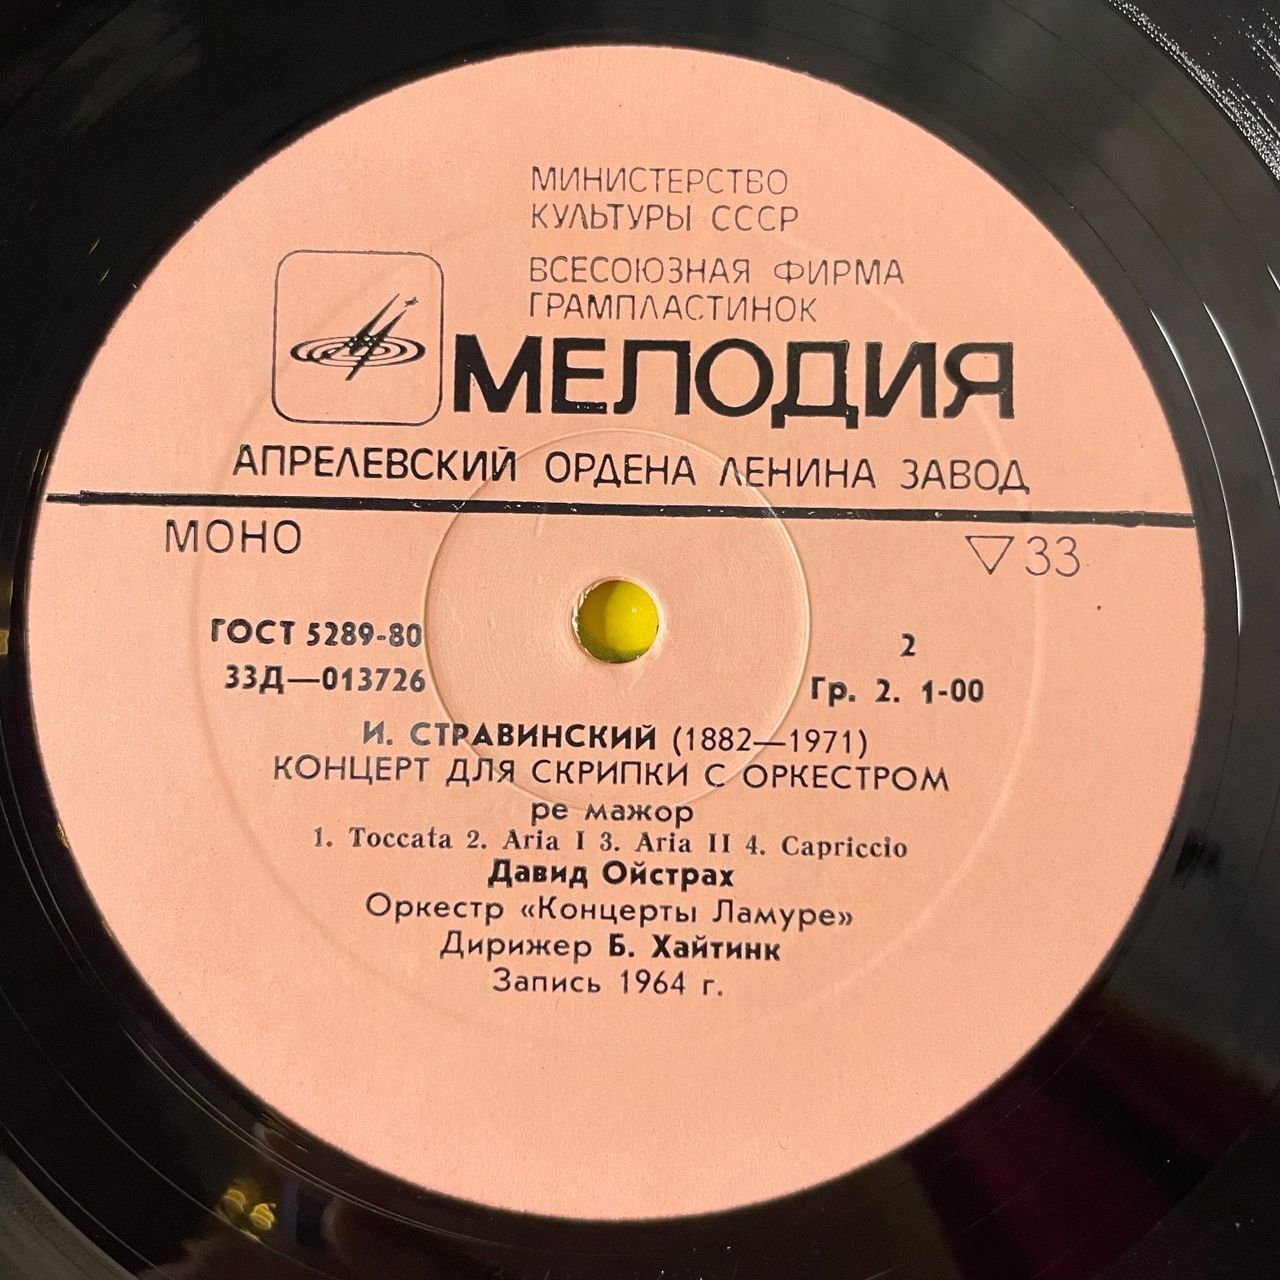 МИНИСТЕРСТВО
КУЛЬТУРЫ СССР
ВСЕСОЮЗНАЯ ФИРМА
ГРАМПЛАСТИНОК
МЕЛОДИЯ
АПРЕЛЕВСКИЙ ОРДЕНА ЛЕНИНА ЗАВОД
МОНО
▽33
ГОСТ 5289-80
2
33Д—013726
Гр. 2. 1-00
И. СТРАВИНСКИЙ (1882—1971)
КОНЦЕРТ ДЛЯ СКРИПКИ С ОРКЕСТРОМ
ре мажор
1. Toccata 2. Aria I 3. Aria II 4. Capriccio
Давид Ойстрах
Оркестр «Концерты Ламуре»
Дирижер Б. Хайтинк
Запись 1964 г.